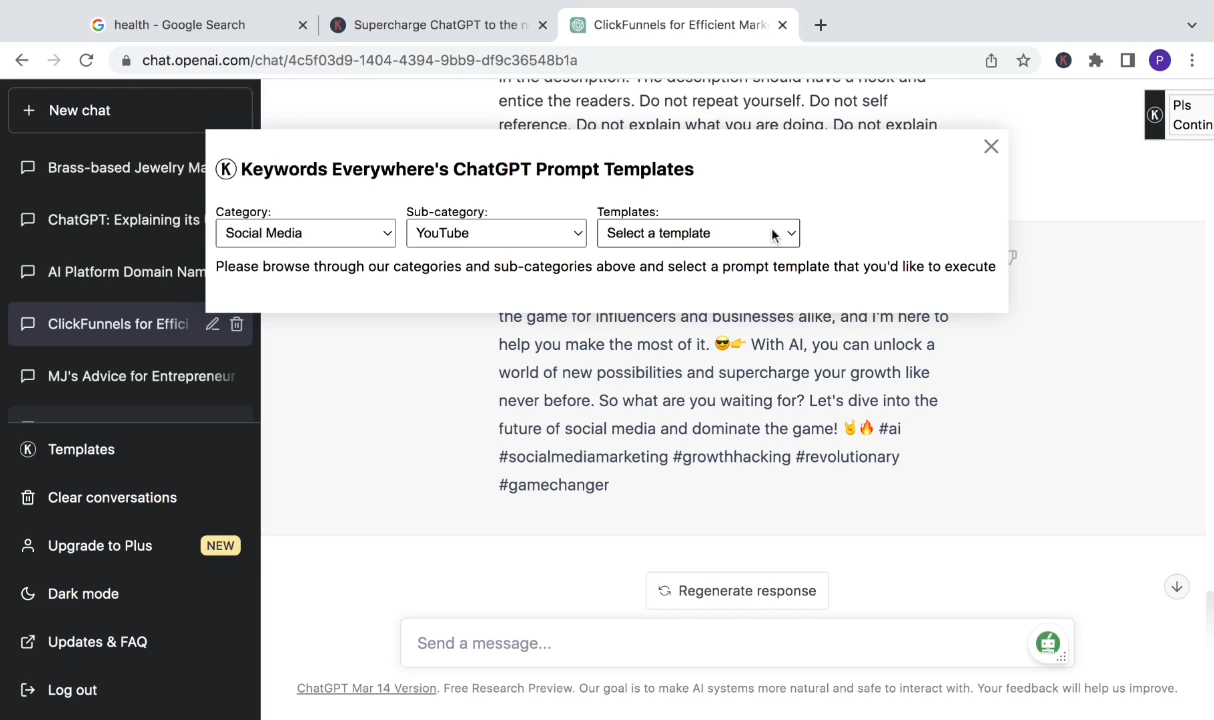 health - Google Search
Supercharge ChatGPT to the n
ClickFunnels for Efficient Mark
chat.openai.com/chat/4c5f03d9-1404-4394-9bb9-df9c36548b1a
P
New chat
Brass-based Jewelry Ma
ChatGPT: Explaining its
AI Platform Domain Nam
ClickFunnels for Effici
MJ's Advice for Entrepreneur
Templates
Clear conversations
Upgrade to Plus NEW
Dark mode
Updates & FAQ
Log out
in the description. The description should have a hook and
entice the readers. Do not repeat yourself. Do not self
reference. Do not explain what you are doing. Do not explain
K Pls
Contin
K Keywords Everywhere's ChatGPT Prompt Templates
Category: Sub-category: Templates:
Social Media YouTube Select a template
Please browse through our categories and sub-categories above and select a prompt template that you'd like to execute
the game for influencers and businesses alike, and I'm here to
help you make the most of it. 😎👉 With AI, you can unlock a
world of new possibilities and supercharge your growth like
never before. So what are you waiting for? Let's dive into the
future of social media and dominate the game! 🤘🔥 #ai
#socialmediamarketing #growthhacking #revolutionary
#gamechanger
Regenerate response
Send a message...
ChatGPT Mar 14 Version. Free Research Preview. Our goal is to make AI systems more natural and safe to interact with. Your feedback will help us improve.